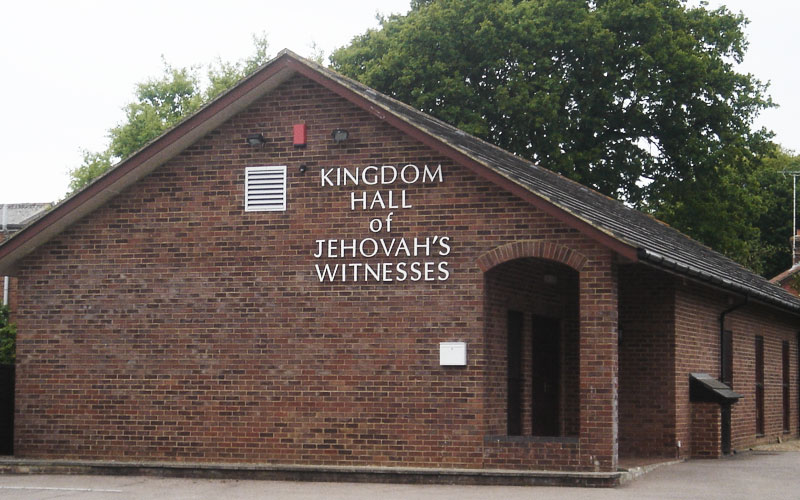 KINGDOM
HALL
of
JEHOVAH'S
WITNESSES